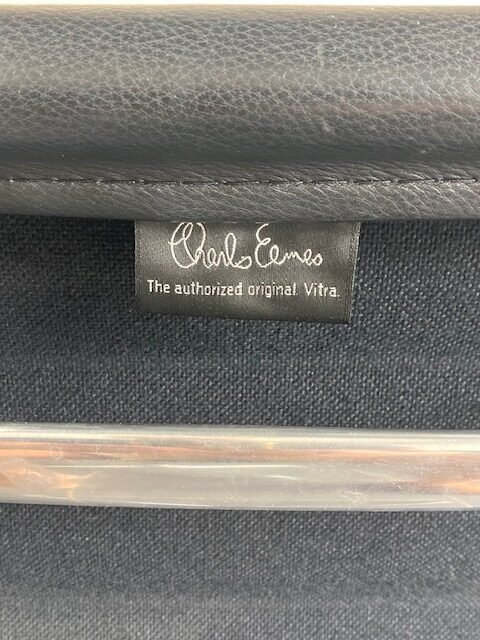 Charles Eames
The authorized original. Vitra.